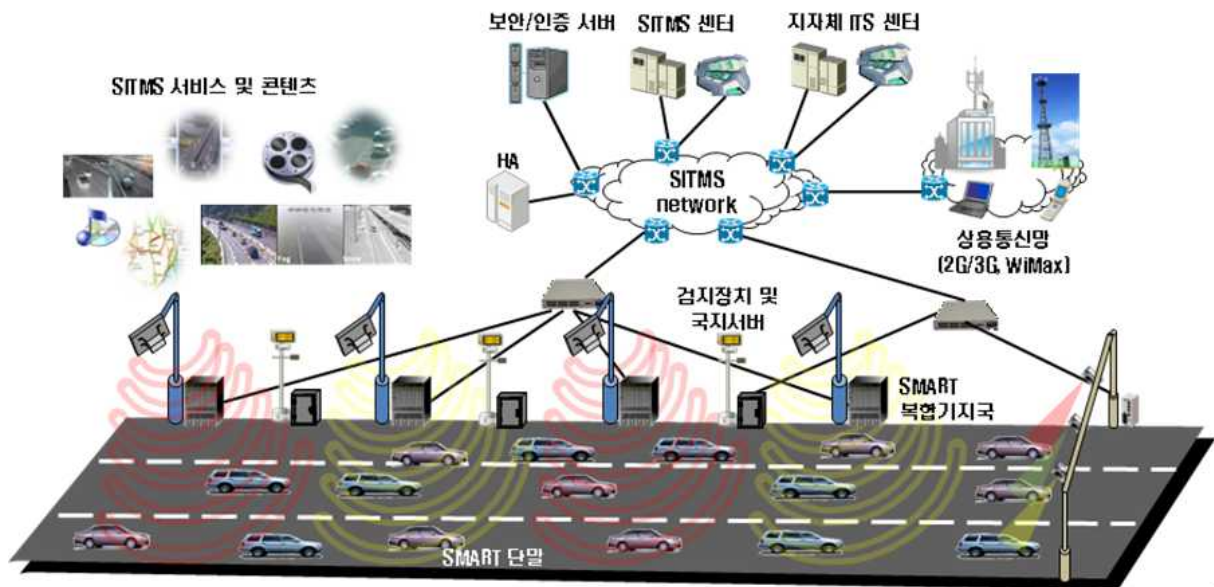 보안/인증 서버
SITMS 센터
지자체 ITS 센터
SITMS 서비스 및 콘텐츠
HA
SITMS
network
상용통신망
(2G/3G, WiMax)
검지장치 및
국지서버
Fog
SMART
복합기지국
SMART 단말